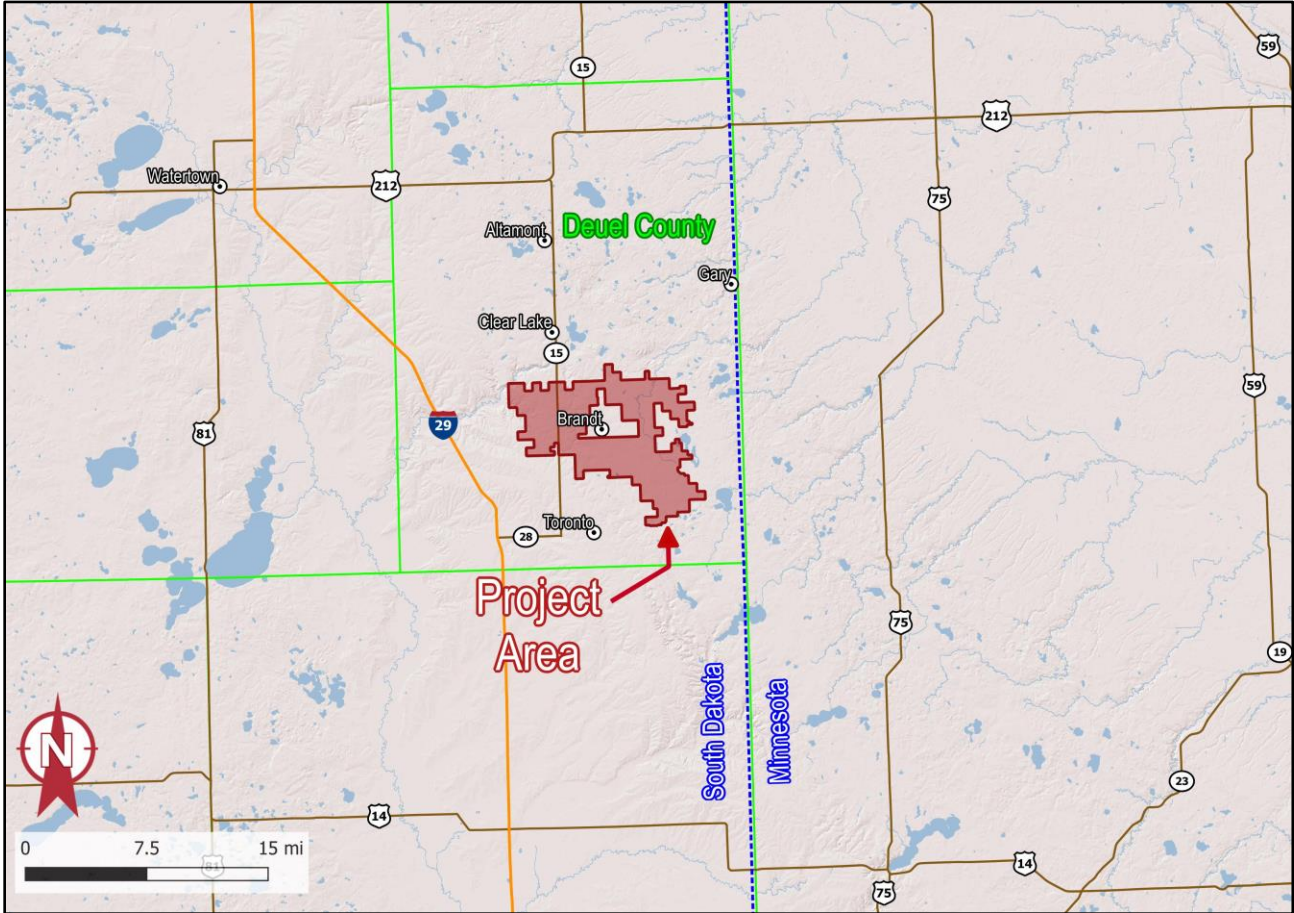 59
15
212
Watertown
212
75
Altamont
Deuel County
Gary
Clear Lake
15
59
29
Brandt
81
Toronto
28
Project
Area
75
19
South Dakota
Minnesota
N
23
14
0 7.5 15 mi
81
14
75